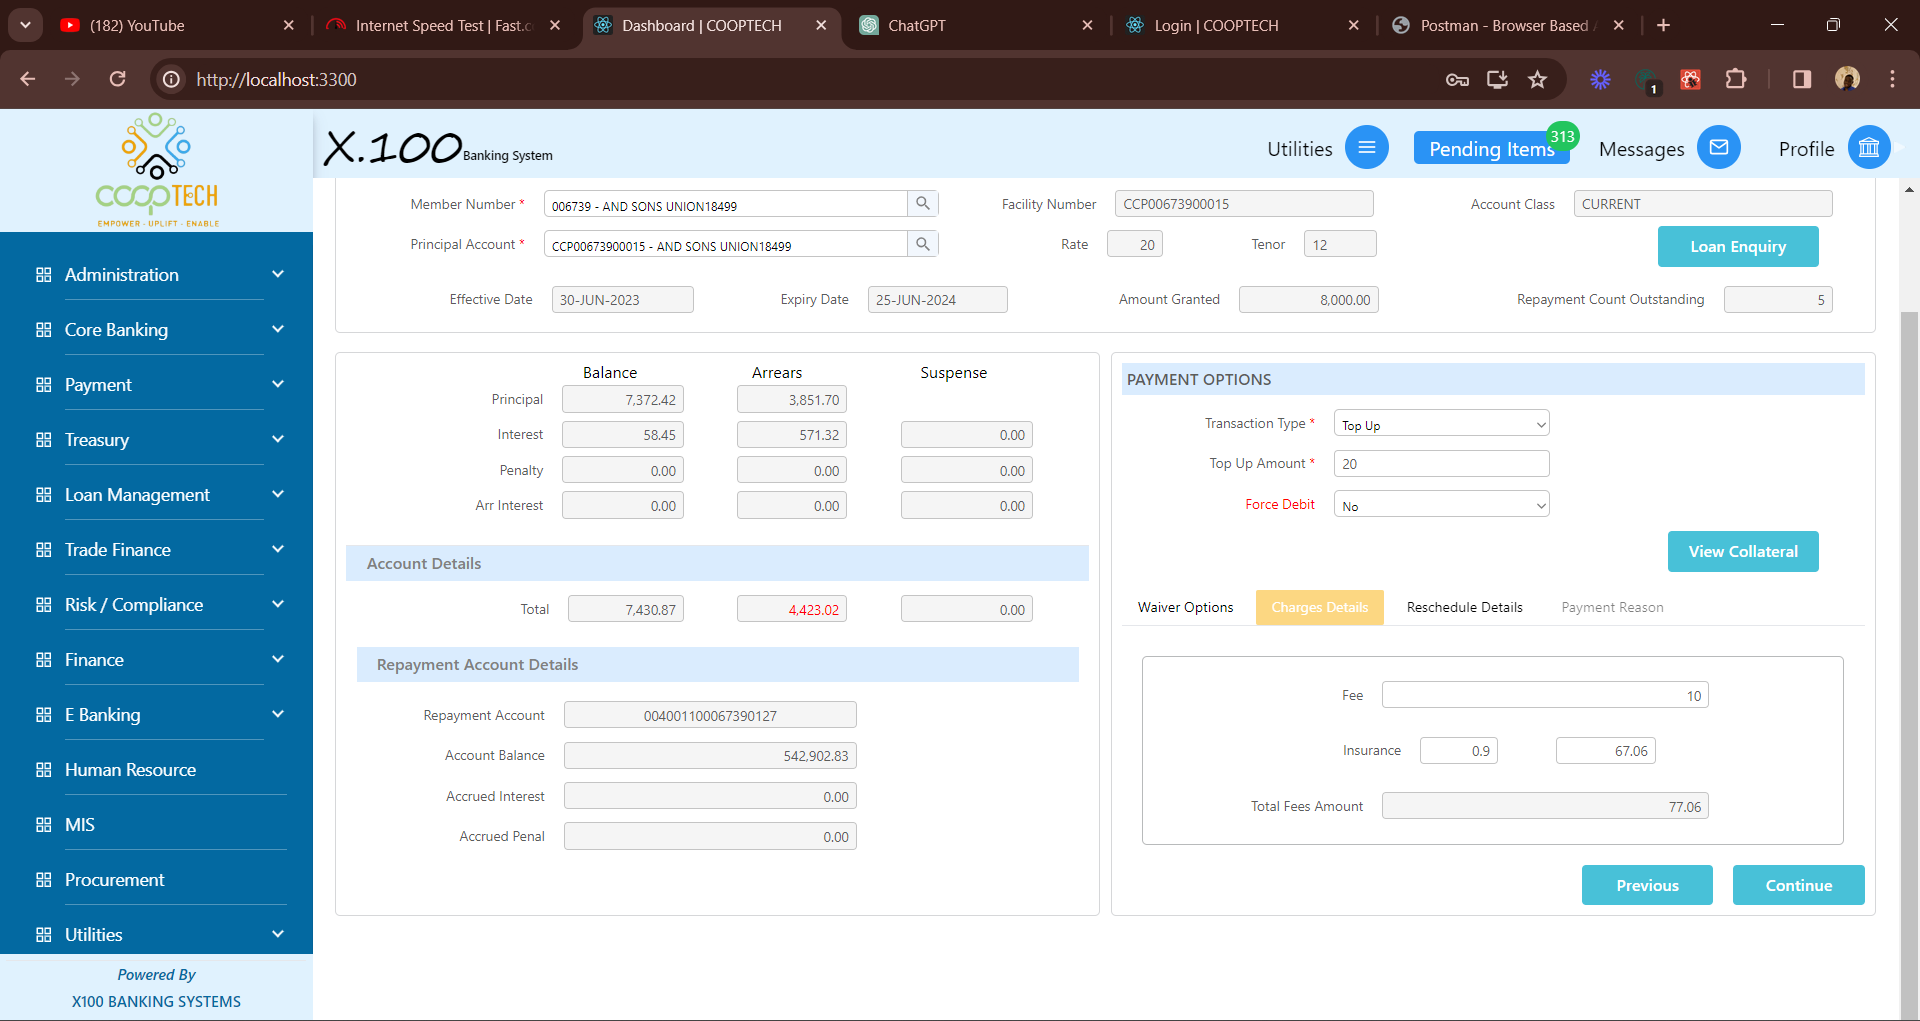 (182) YouTube
Internet Speed Test | Fast.c
Dashboard | COOPTECH
ChatGPT
Login | COOPTECH
Postman - Browser Based
http://localhost:3300
1
COOPTECH
EMPOWER - UPLIFT - ENABLE
X.100 Banking System
Utilities
Pending Items
313
Messages
Profile
Administration
Core Banking
Payment
Treasury
Loan Management
Trade Finance
Risk / Compliance
Finance
E Banking
Human Resource
MIS
Procurement
Utilities
Powered By
X100 BANKING SYSTEMS
Member Number * 006739 - AND SONS UNION18499 Facility Number CCP00673900015 Account Class CURRENT
Principal Account * CCP00673900015 - AND SONS UNION18499 Rate 20 Tenor 12
Loan Enquiry
Effective Date 30-JUN-2023 Expiry Date 25-JUN-2024 Amount Granted 8,000.00 Repayment Count Outstanding 5
Balance Arrears Suspense
Principal 7,372.42 3,851.70
Interest 58.45 571.32 0.00
Penalty 0.00 0.00 0.00
Arr Interest 0.00 0.00 0.00
Account Details
Total 7,430.87 4,423.02 0.00
Repayment Account Details
Repayment Account 004001100067390127
Account Balance 542,902.83
Accrued Interest 0.00
Accrued Penal 0.00
PAYMENT OPTIONS
Transaction Type * Top Up
Top Up Amount * 20
Force Debit No
View Collateral
Waiver Options Charges Details Reschedule Details Payment Reason
Fee 10
Insurance 0.9 67.06
Total Fees Amount 77.06
Previous Continue